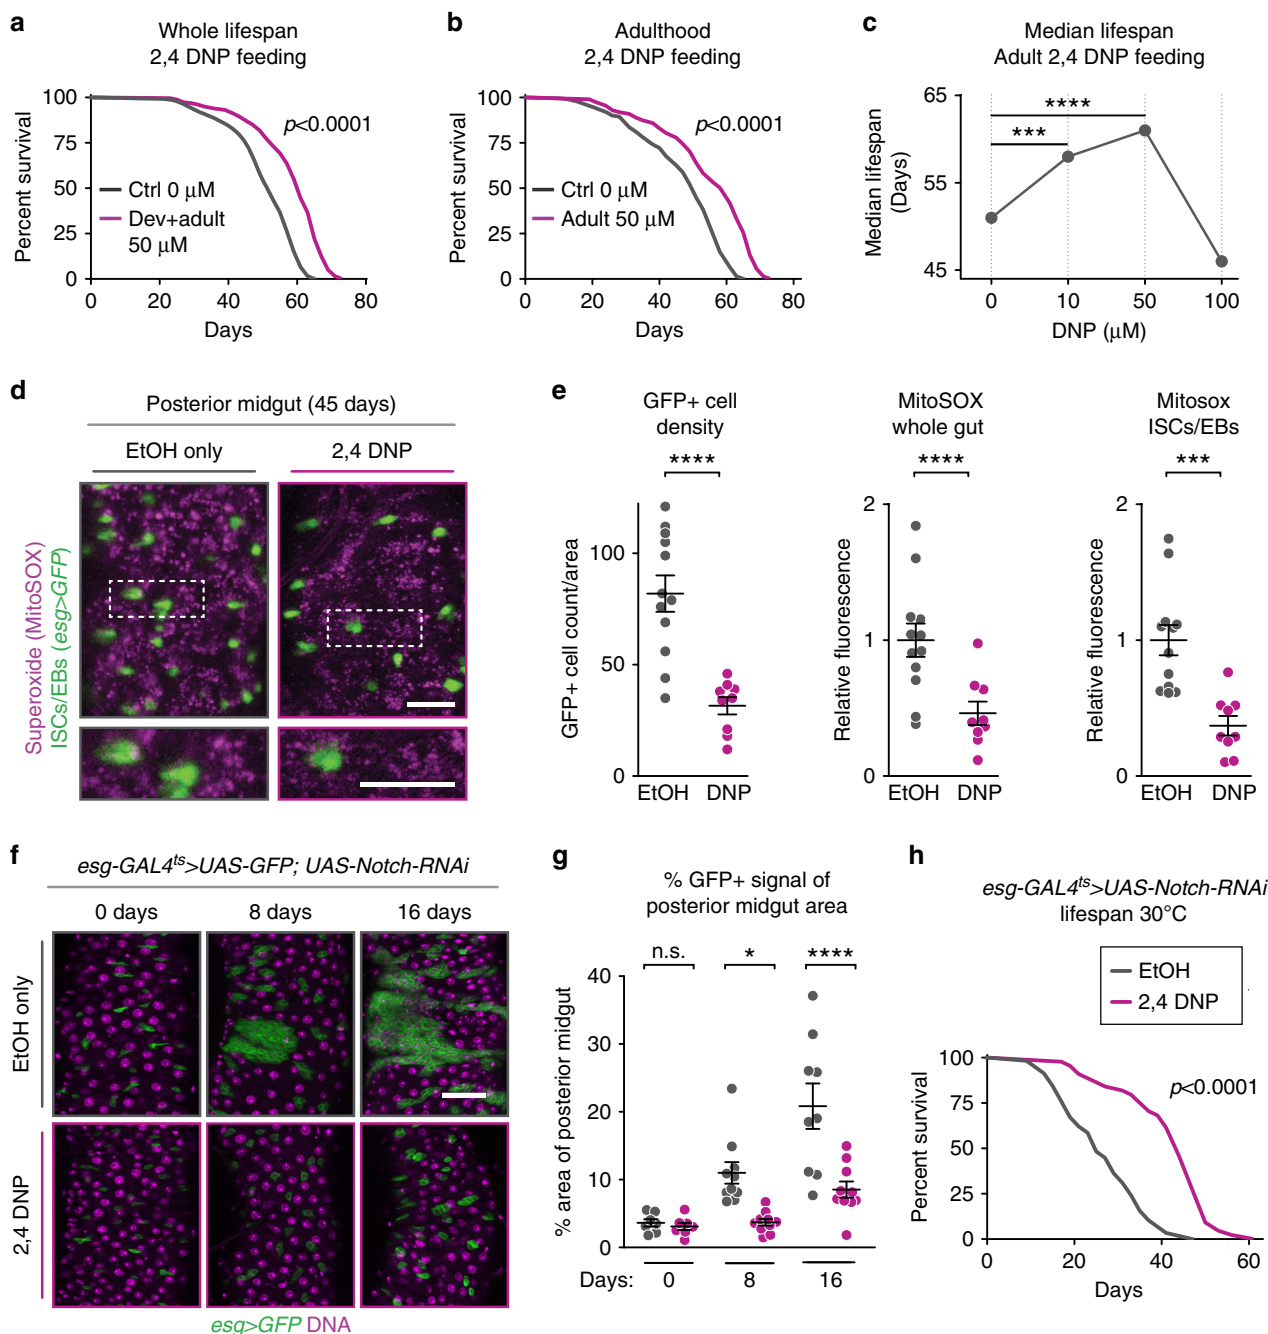 a
Whole lifespan
2,4 DNP feeding
Percent survival
100
75
50
25
0
Ctrl 0 μM
Dev+adult
50 μM
p<0.0001
0 20 40 60 80
Days
b
Adulthood
2,4 DNP feeding
Percent survival
100
75
50
25
0
Ctrl 0 μM
Adult 50 μM
p<0.0001
0 20 40 60 80
Days
c
Median lifespan
Adult 2,4 DNP feeding
Median lifespan
(Days)
65
55
45
****
***
0 10 50 100
DNP (μM)
d
Posterior midgut (45 days)
EtOH only 2,4 DNP
Superoxide (MitoSOX)
ISCs/EBs (esg>GFP)
e
GFP+ cell
density
****
GFP+ cell count/area
100
50
0
EtOH DNP
MitoSOX
whole gut
****
Relative fluorescence
2
1
0
EtOH DNP
Mitosox
ISCs/EBs
***
Relative fluorescence
2
1
0
EtOH DNP
f
esg-GAL4ts>UAS-GFP; UAS-Notch-RNAi
0 days 8 days 16 days
EtOH only
2,4 DNP
esg>GFP DNA
g
% GFP+ signal of
posterior midgut area
n.s. * ****
% area of posterior midgut
40
30
20
10
0
Days: 0 8 16
h
esg-GAL4ts>UAS-Notch-RNAi
lifespan 30°C
EtOH
2,4 DNP
Percent survival
100
75
50
25
0
p<0.0001
0 20 40 60
Days